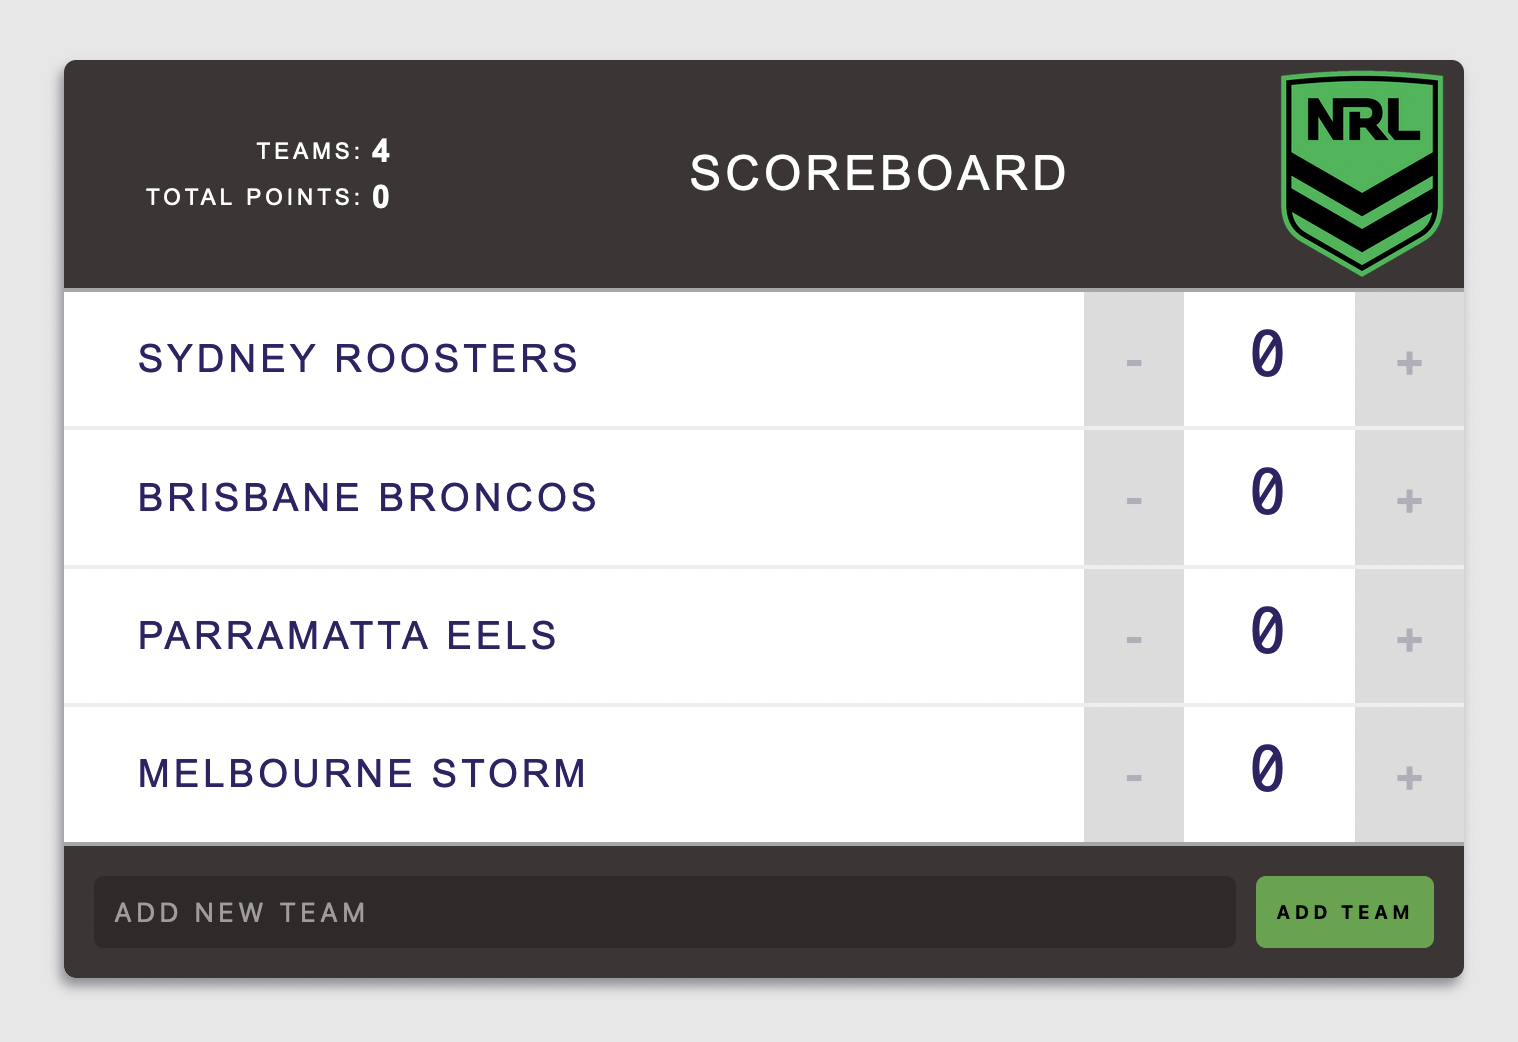 TEAMS: 4
TOTAL POINTS: 0
SCOREBOARD
NRL
SYDNEY ROOSTERS - 0 +
BRISBANE BRONCOS - 0 +
PARRAMATTA EELS - 0 +
MELBOURNE STORM - 0 +
ADD NEW TEAM
ADD TEAM